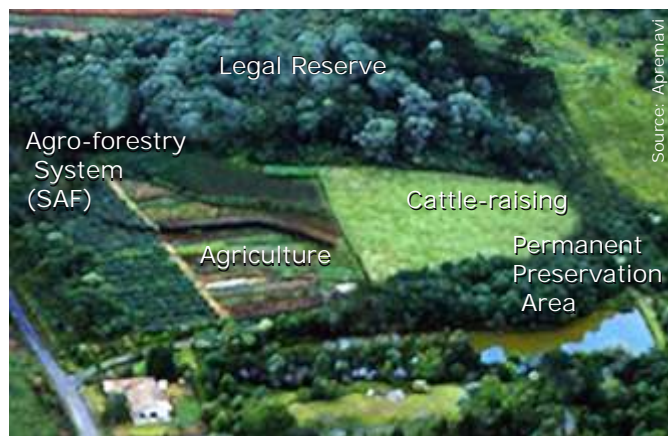 Legal Reserve
Agro-forestry
System
(SAF)
Cattle-raising
Agriculture
Permanent
Preservation
Area
Source: Apremavi